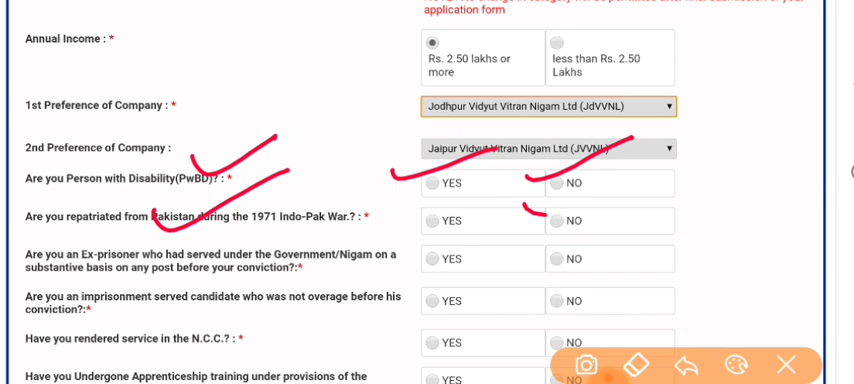 application form
Annual Income : *
Rs. 2.50 lakhs or more
less than Rs. 2.50 Lakhs
1st Preference of Company : *
Jodhpur Vidyut Vitran Nigam Ltd (JdVVNL)
2nd Preference of Company :
Jaipur Vidyut Vitran Nigam Ltd (JVVNL)
Are you Person with Disability(PwBD)? : *
YES
NO
Are you repatriated from Pakistan during the 1971 Indo-Pak War.? : *
YES
NO
Are you an Ex-prisoner who had served under the Government/Nigam on a
substantive basis on any post before your conviction?:*
YES
NO
Are you an imprisonment served candidate who was not overage before his
conviction?:*
YES
NO
Have you rendered service in the N.C.C.? : *
YES
NO
Have you Undergone Apprenticeship training under provisions of the
YES
NO